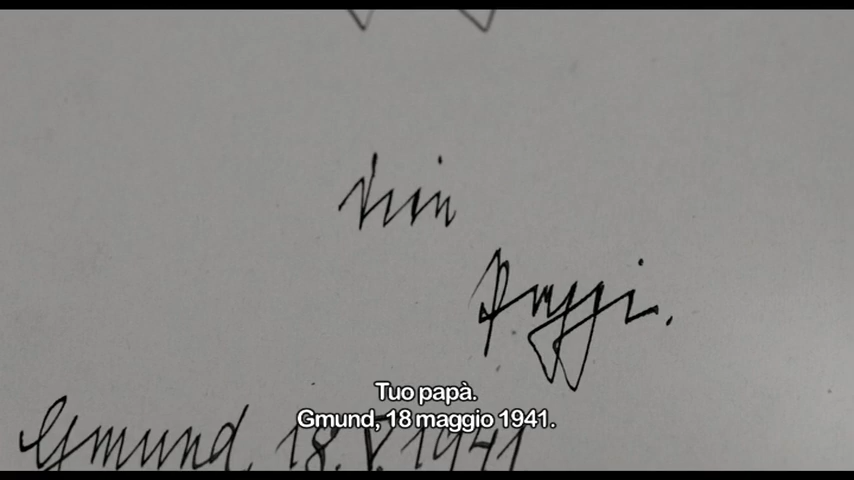 Dein
Pappi.
Tuo papà.
Gmund, 18 maggio 1941.
Gmund, 18. V. 1941